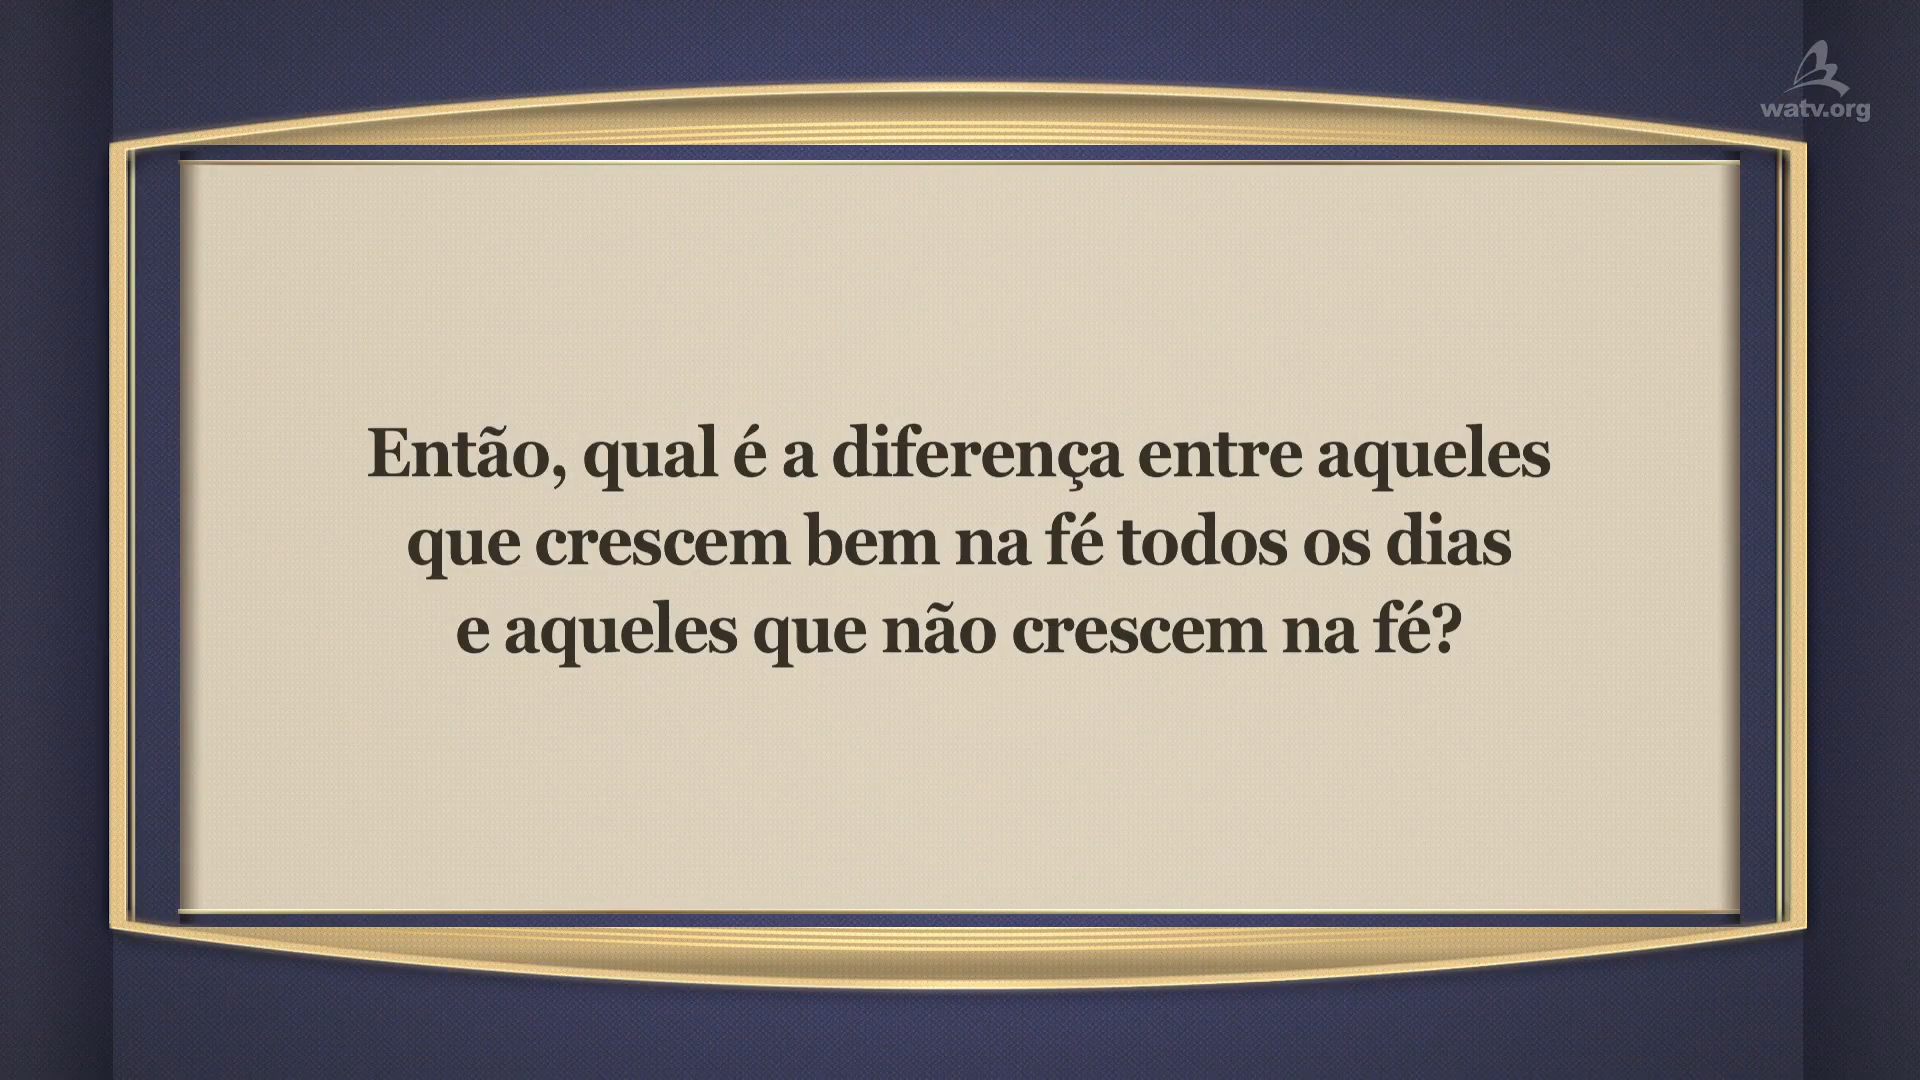 watv.org
Então, qual é a diferença entre aqueles
que crescem bem na fé todos os dias
e aqueles que não crescem na fé?